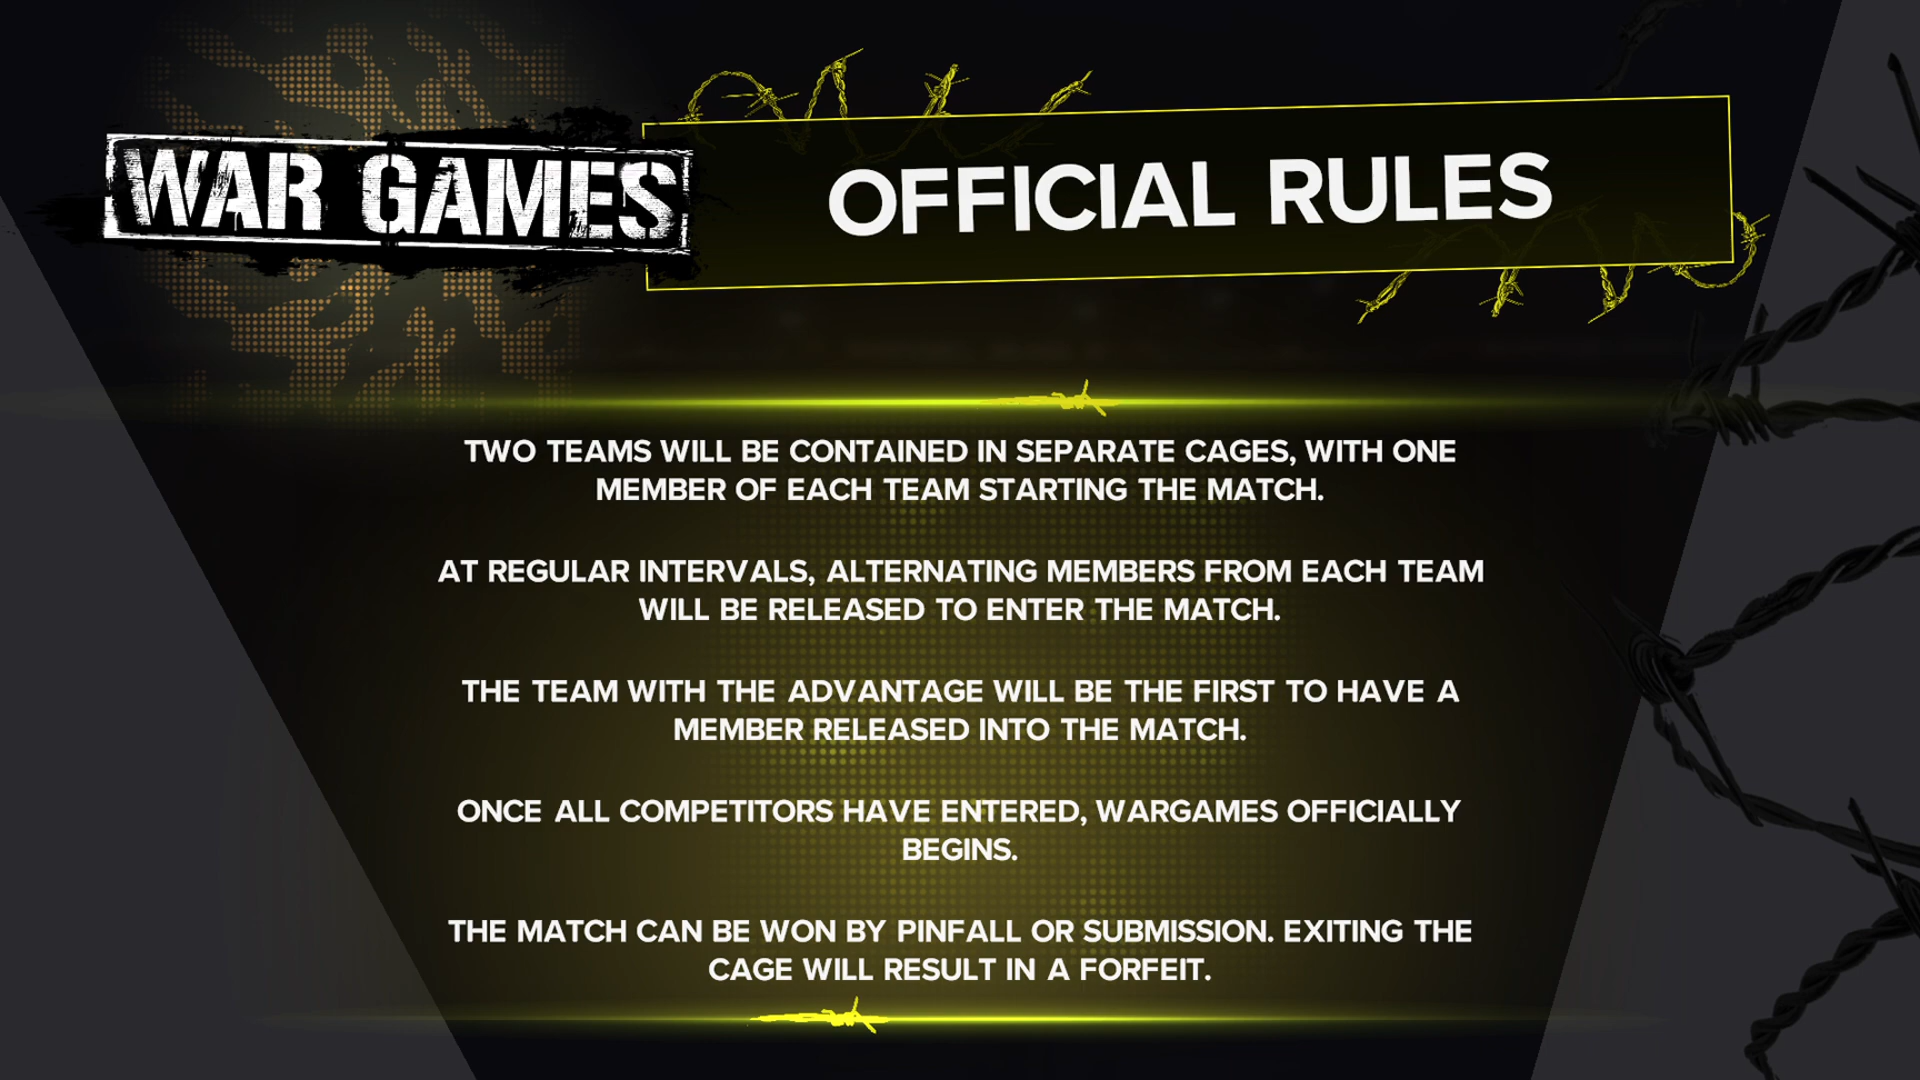 WAR GAMES
OFFICIAL RULES
TWO TEAMS WILL BE CONTAINED IN SEPARATE CAGES, WITH ONE
MEMBER OF EACH TEAM STARTING THE MATCH.
AT REGULAR INTERVALS, ALTERNATING MEMBERS FROM EACH TEAM
WILL BE RELEASED TO ENTER THE MATCH.
THE TEAM WITH THE ADVANTAGE WILL BE THE FIRST TO HAVE A
MEMBER RELEASED INTO THE MATCH.
ONCE ALL COMPETITORS HAVE ENTERED, WARGAMES OFFICIALLY
BEGINS.
THE MATCH CAN BE WON BY PINFALL OR SUBMISSION. EXITING THE
CAGE WILL RESULT IN A FORFEIT.